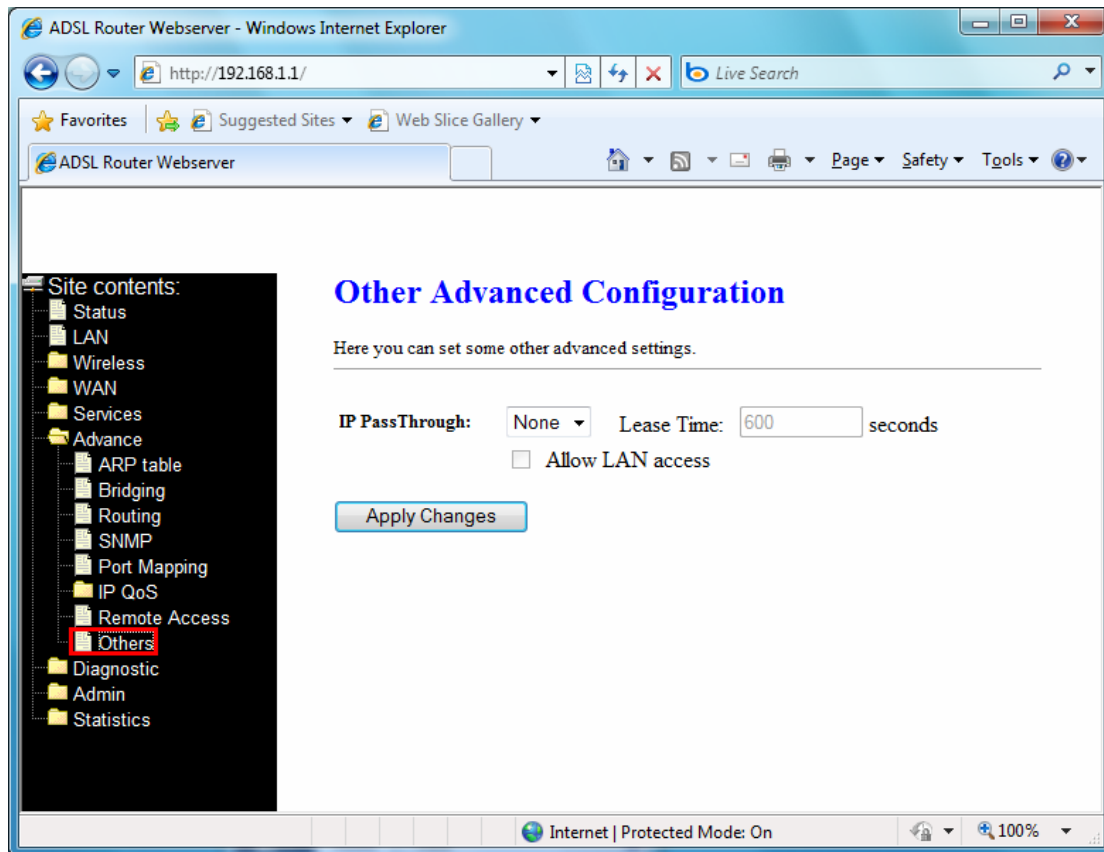 ADSL Router Webserver - Windows Internet Explorer
http://192.168.1.1/
Live Search
Favorites
Suggested Sites
Web Slice Gallery
ADSL Router Webserver
Page
Safety
Tools
Site contents:
Status
LAN
Wireless
WAN
Services
Advance
ARP table
Bridging
Routing
SNMP
Port Mapping
IP QoS
Remote Access
Others
Diagnostic
Admin
Statistics
Other Advanced Configuration
Here you can set some other advanced settings.
IP PassThrough: None Lease Time: 600 seconds
Allow LAN access
Apply Changes
Internet | Protected Mode: On
100%